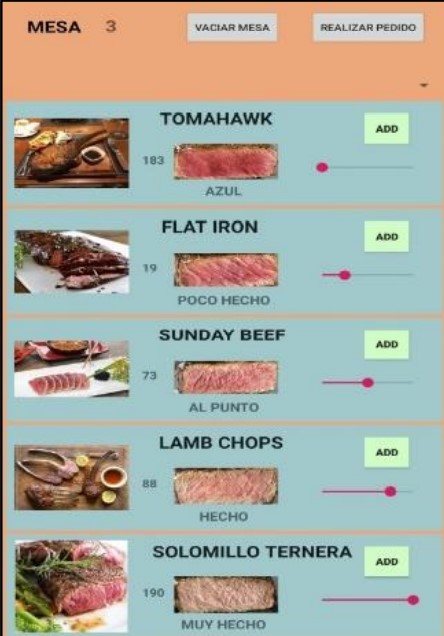 MESA 3 VACIAR MESA REALIZAR PEDIDO
TOMAHAWK
ADD
183
AZUL
FLAT IRON
ADD
19
POCO HECHO
SUNDAY BEEF
ADD
73
AL PUNTO
LAMB CHOPS
ADD
88
HECHO
SOLOMILLO TERNERA
ADD
190
MUY HECHO